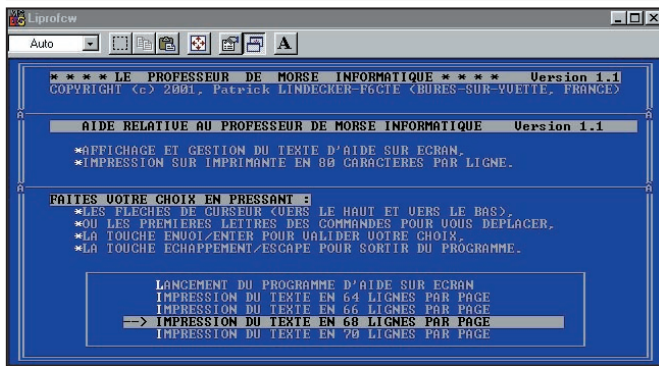 Liprofcw
Auto
A
* * * * LE PROFESSEUR DE MORSE INFORMATIQUE * * * * Version 1.1
COPYRIGHT (c) 2001, Patrick LINDECKER-F6CTE (BURES-SUR-YVETTE, FRANCE)
AIDE RELATIVE AU PROFESSEUR DE MORSE INFORMATIQUE Version 1.1
*AFFICHAGE ET GESTION DU TEXTE D'AIDE SUR ECRAN,
*IMPRESSION SUR IMPRIMANTE EN 80 CARACTERES PAR LIGNE.
FAITES VOTRE CHOIX EN PRESSANT :
*LES FLECHES DE CURSEUR (VERS LE HAUT ET VERS LE BAS),
*OU LES PREMIERES LETTRES DES COMMANDES POUR VOUS DEPLACER,
*LA TOUCHE ENVOI/ENTER POUR VALIDER VOTRE CHOIX,
*LA TOUCHE ECHAPPEMENT/ESCAPE POUR SORTIR DU PROGRAMME.
LANCEMENT DU PROGRAMME D'AIDE SUR ECRAN
IMPRESSION DU TEXTE EN 64 LIGNES PAR PAGE
IMPRESSION DU TEXTE EN 66 LIGNES PAR PAGE
--> IMPRESSION DU TEXTE EN 68 LIGNES PAR PAGE
IMPRESSION DU TEXTE EN 70 LIGNES PAR PAGE